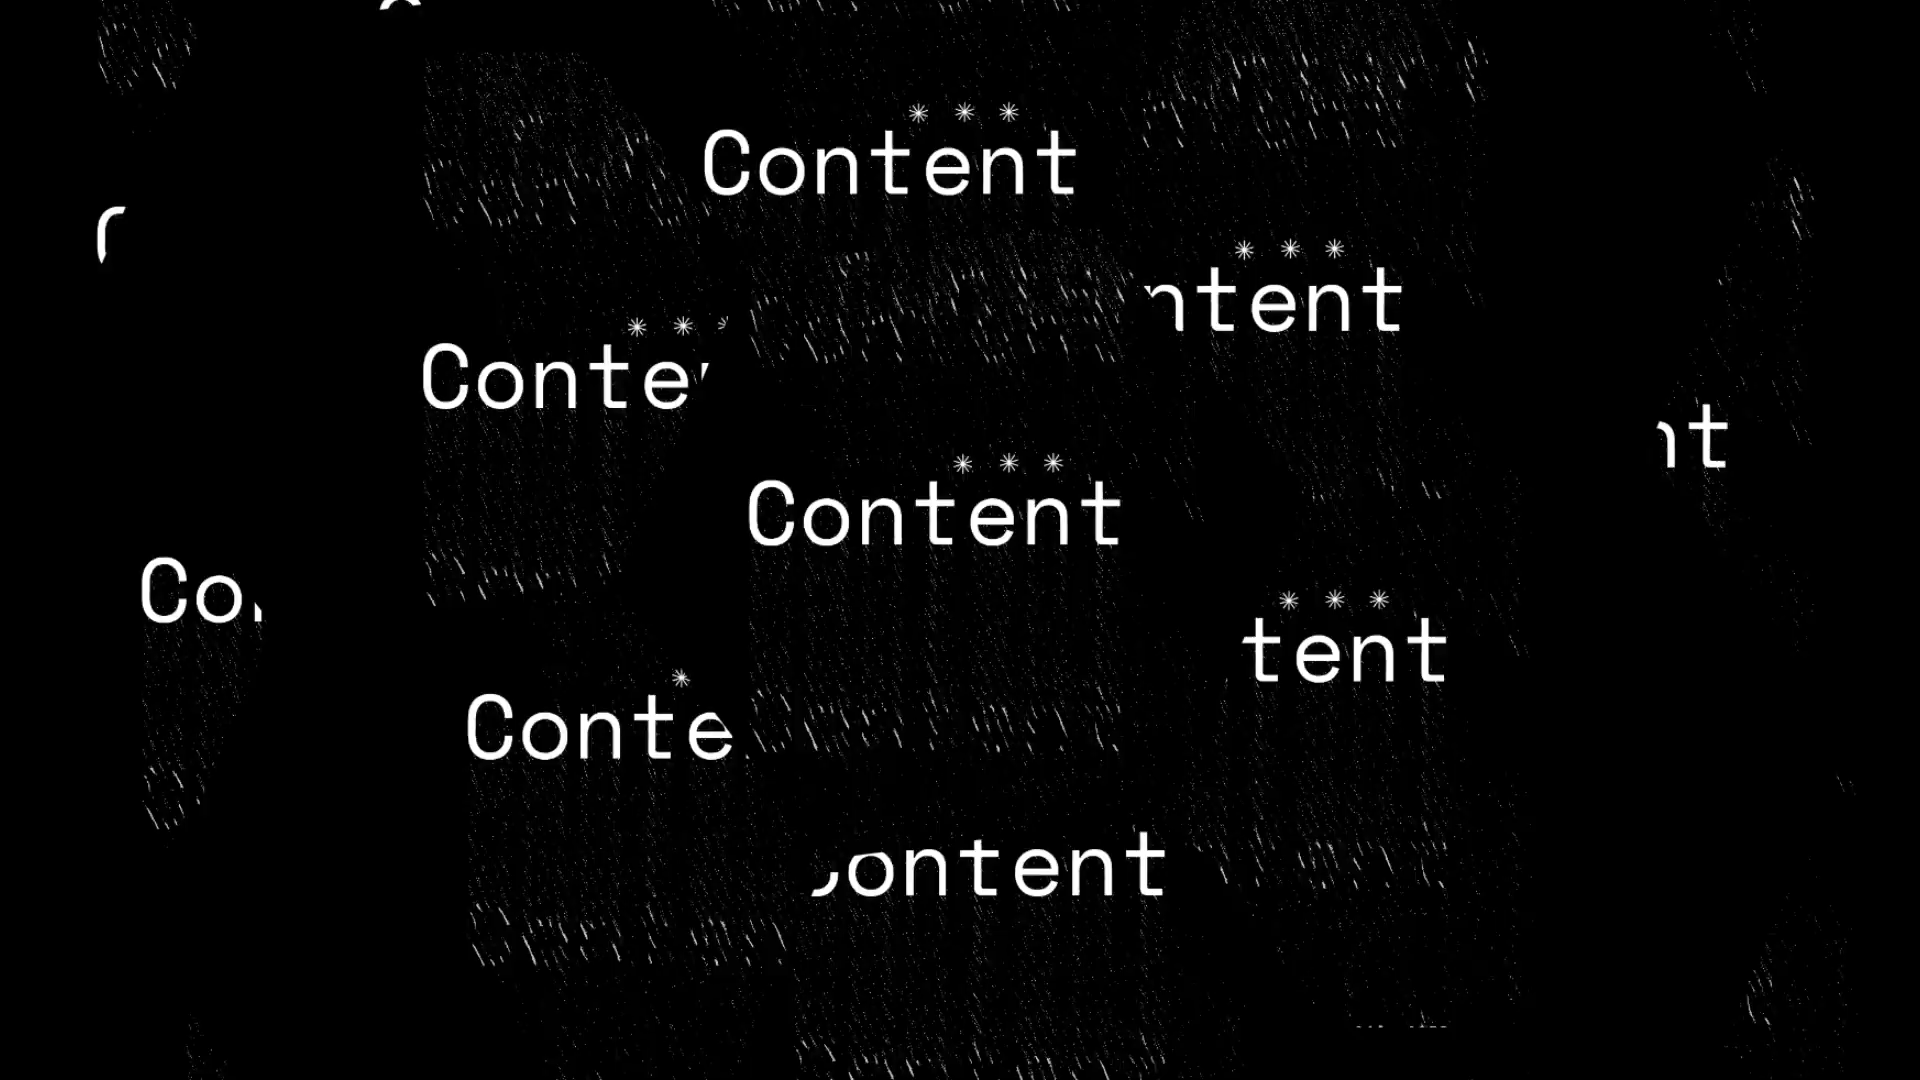 * * *
Content
* * *
ntent
* *
Conte
nt
* * *
Content
Co
* * *
tent
*
Conte
ontent